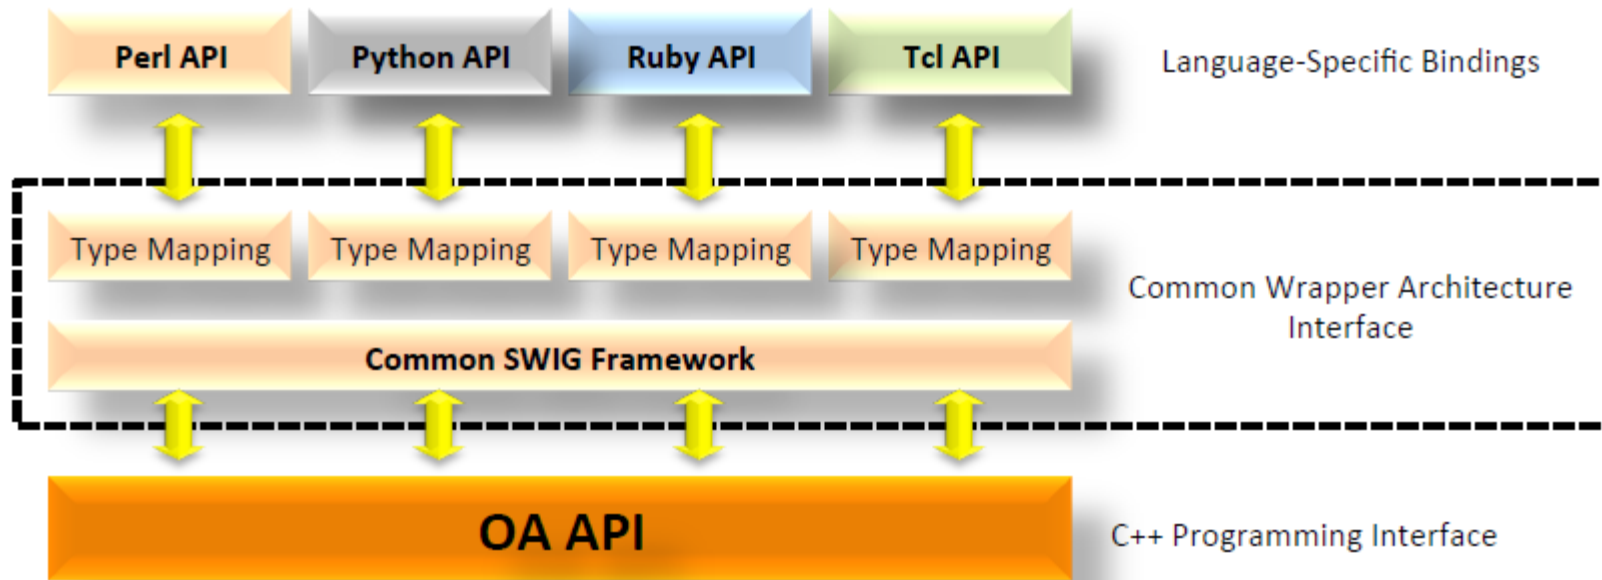 Perl API
Python API
Ruby API
Tcl API
Language-Specific Bindings
Type Mapping
Type Mapping
Type Mapping
Type Mapping
Common Wrapper Architecture
Interface
Common SWIG Framework
OA API
C++ Programming Interface